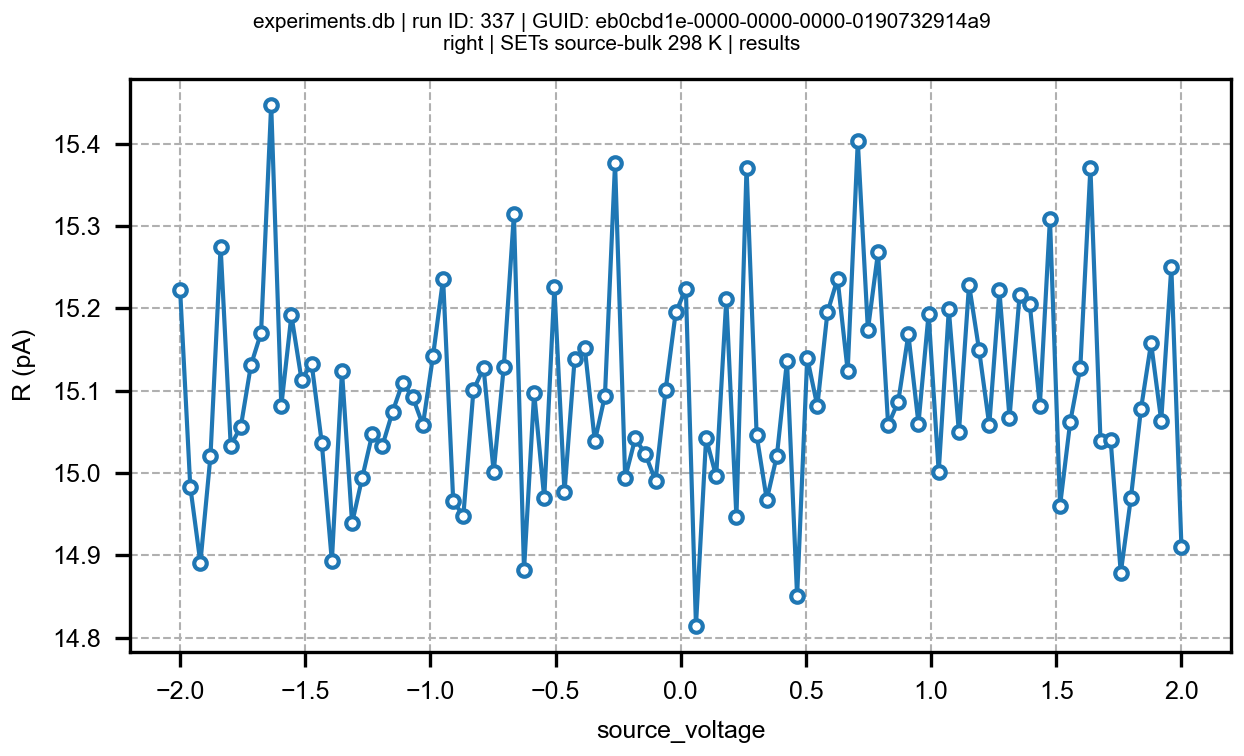 experiments.db | run ID: 337 | GUID: eb0cbd1e-0000-0000-0000-0190732914a9
right | SETs source-bulk 298 K | results
R (pA)
15.4
15.3
15.2
15.1
15.0
14.9
14.8
−2.0 −1.5 −1.0 −0.5 0.0 0.5 1.0 1.5 2.0
source_voltage